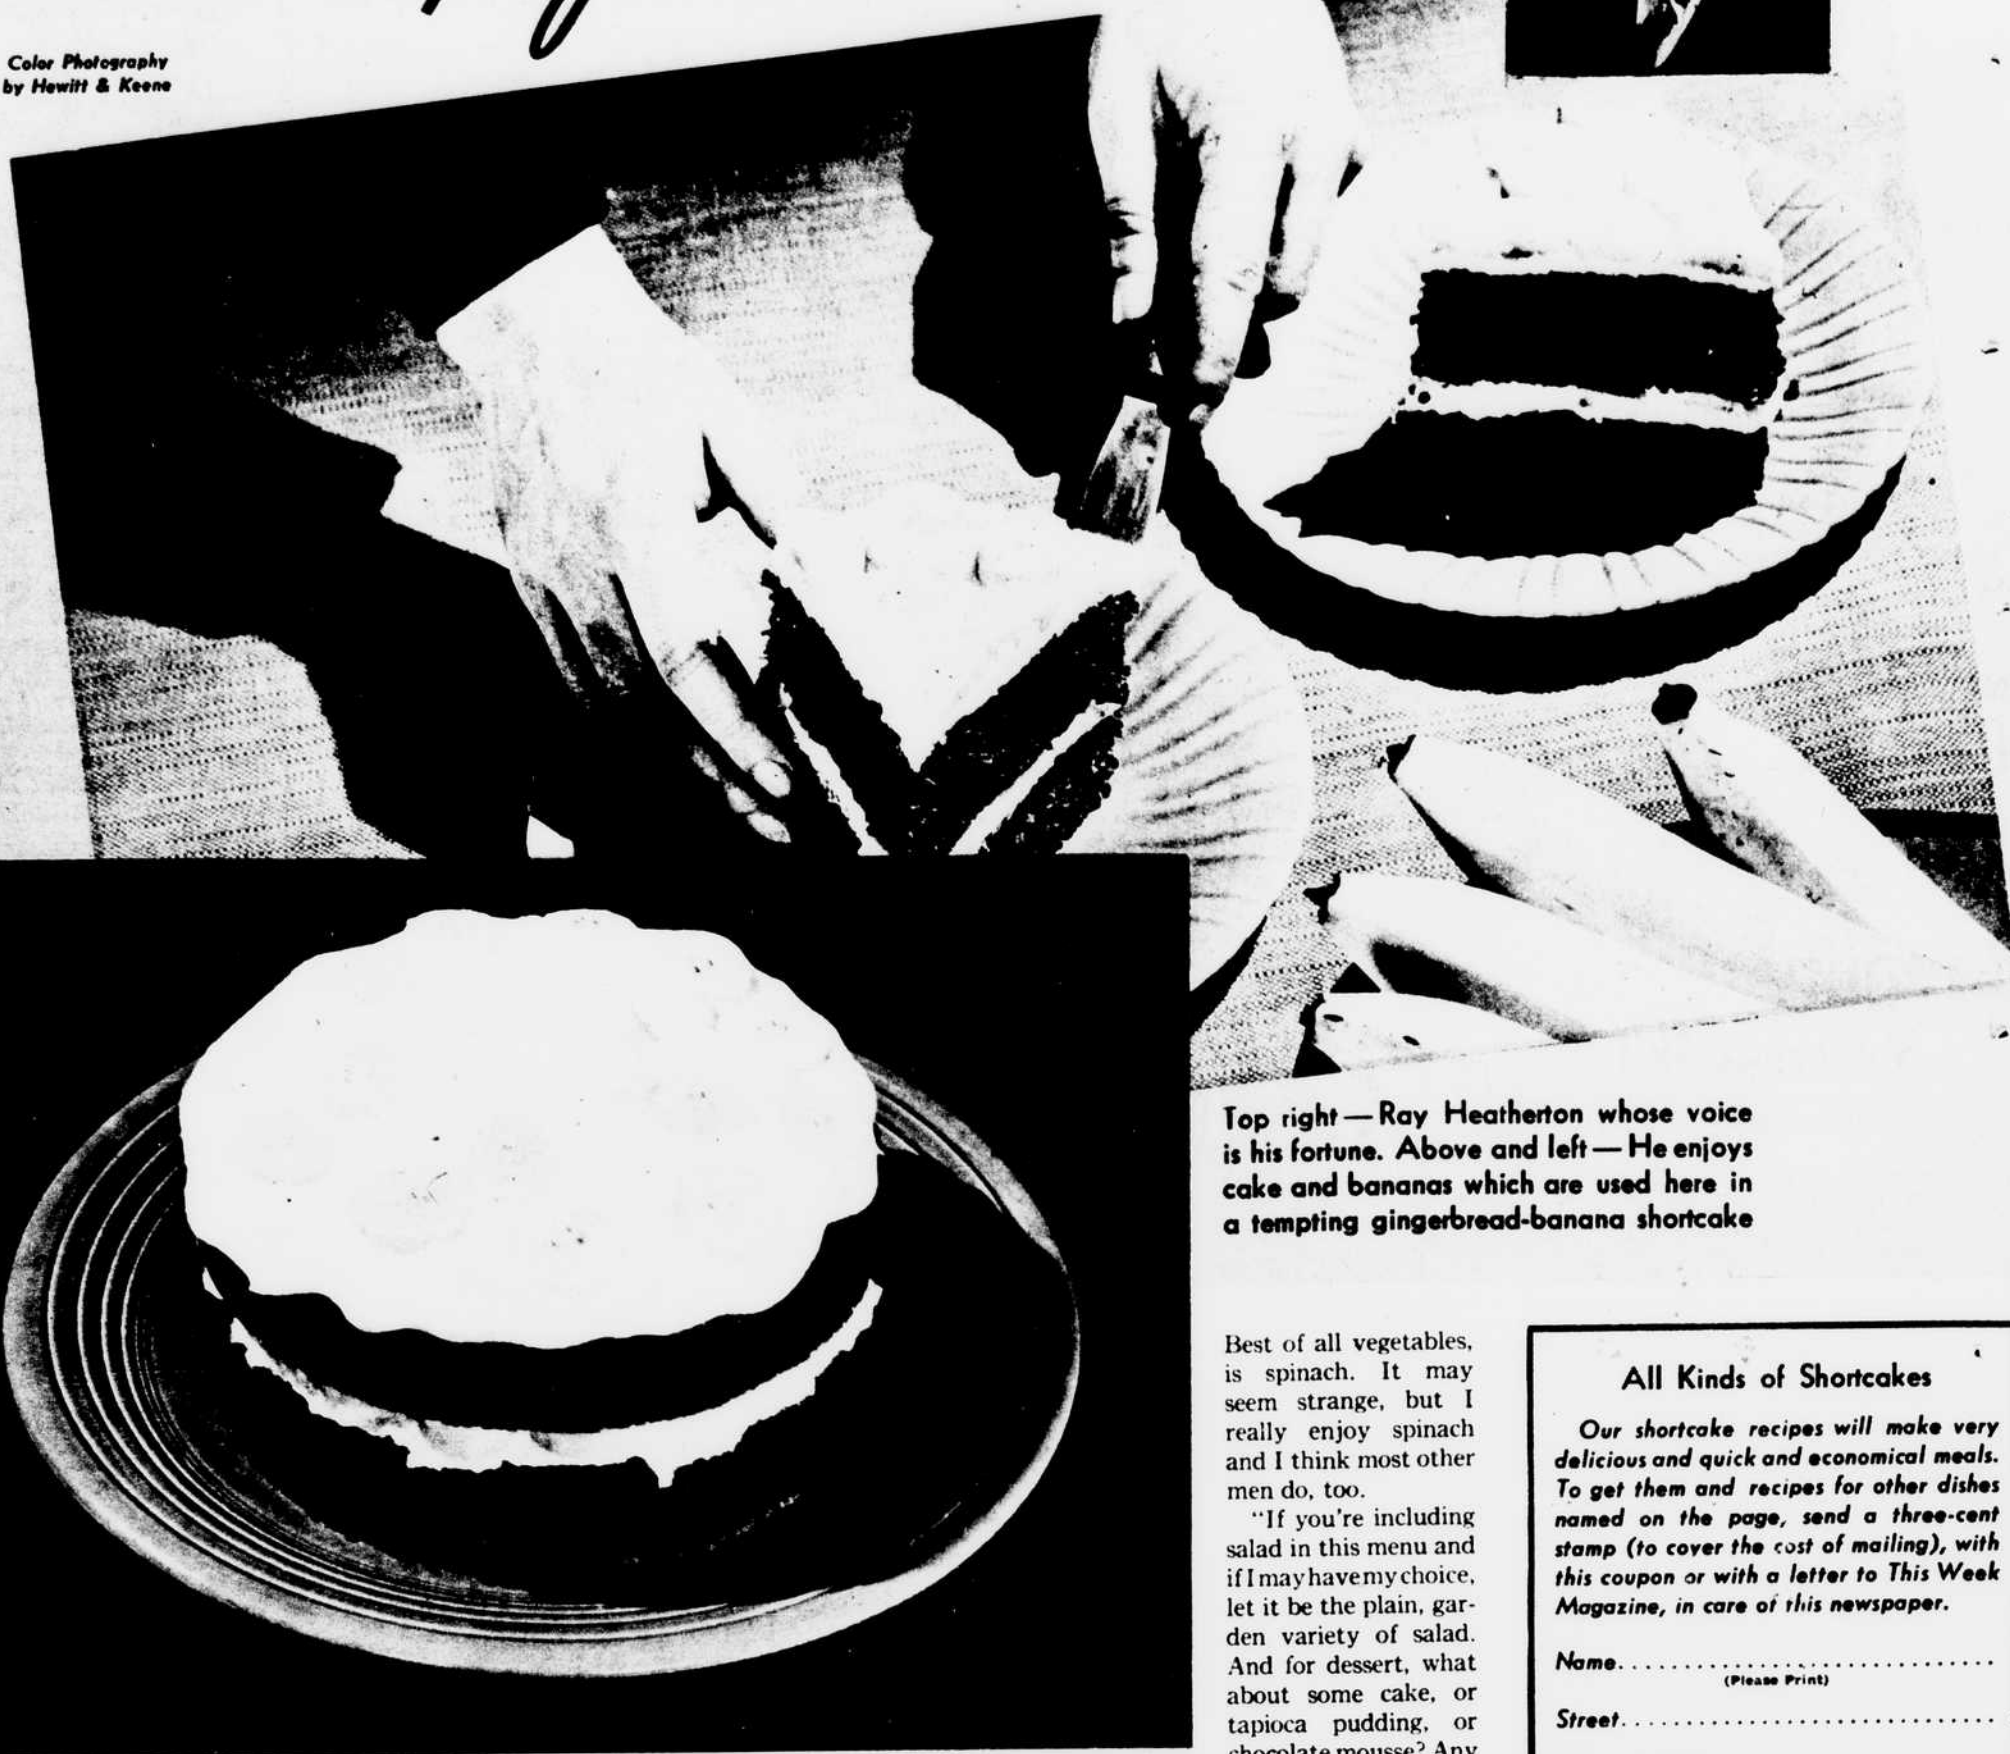 Color Photography
by Hewitt & Keene
Top right — Ray Heatherton whose voice
is his fortune. Above and left — He enjoys
cake and bananas which are used here in
a tempting gingerbread-banana shortcake
Best of all vegetables,
is spinach. It may
seem strange, but I
really enjoy spinach
and I think most other
men do, too.
"If you're including
salad in this menu and
if I may have my choice,
let it be the plain, gar-
den variety of salad.
And for dessert, what
about some cake, or
tapioca pudding, or
chocolate mousse? Any
All Kinds of Shortcakes
Our shortcake recipes will make very
delicious and quick and economical meals.
To get them and recipes for other dishes
named on the page, send a three-cent
stamp (to cover the cost of mailing), with
this coupon or with a letter to This Week
Magazine, in care of this newspaper.
Name..............................
(Please Print)
Street..............................